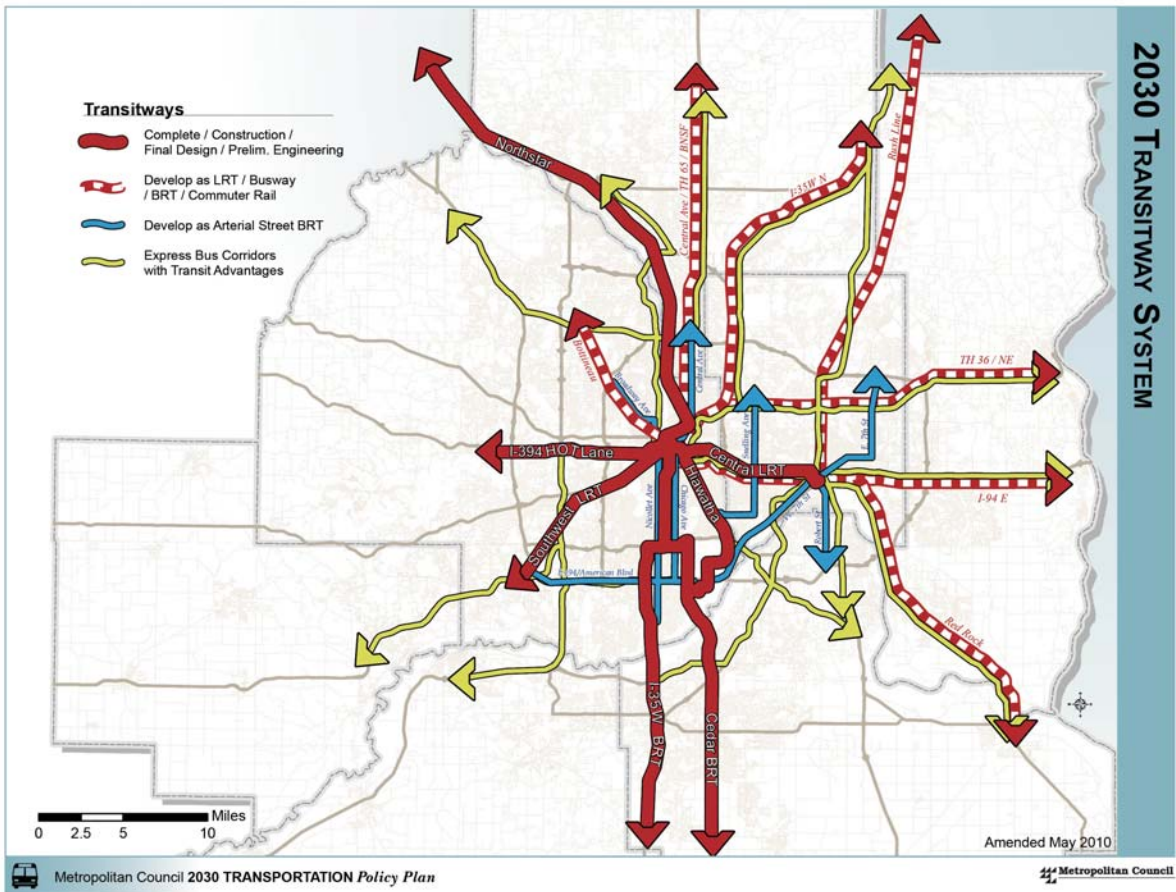 2030 TRANSITWAY SYSTEM
Transitways
Complete / Construction /
Final Design / Prelim. Engineering
Develop as LRT / Busway
/ BRT / Commuter Rail
Develop as Arterial Street BRT
Express Bus Corridors
with Transit Advantages
Northstar
Central Ave / TH 65 / BNSF
I-35W N
Rush Line
Bottineau
Broadway Ave
Central Ave
Snelling Ave
E. 7th St
TH 36 / NE
I-394 HOT Lane
Central LRT
I-94 E
Hiawatha
Nicollet Ave
Chicago Ave
W. 7th St
Robert St
Southwest LRT
I-494/American Blvd
Red Rock
I-35W BRT
Cedar BRT
Miles
0 2.5 5 10
Amended May 2010
Metropolitan Council 2030 TRANSPORTATION Policy Plan
Metropolitan Council